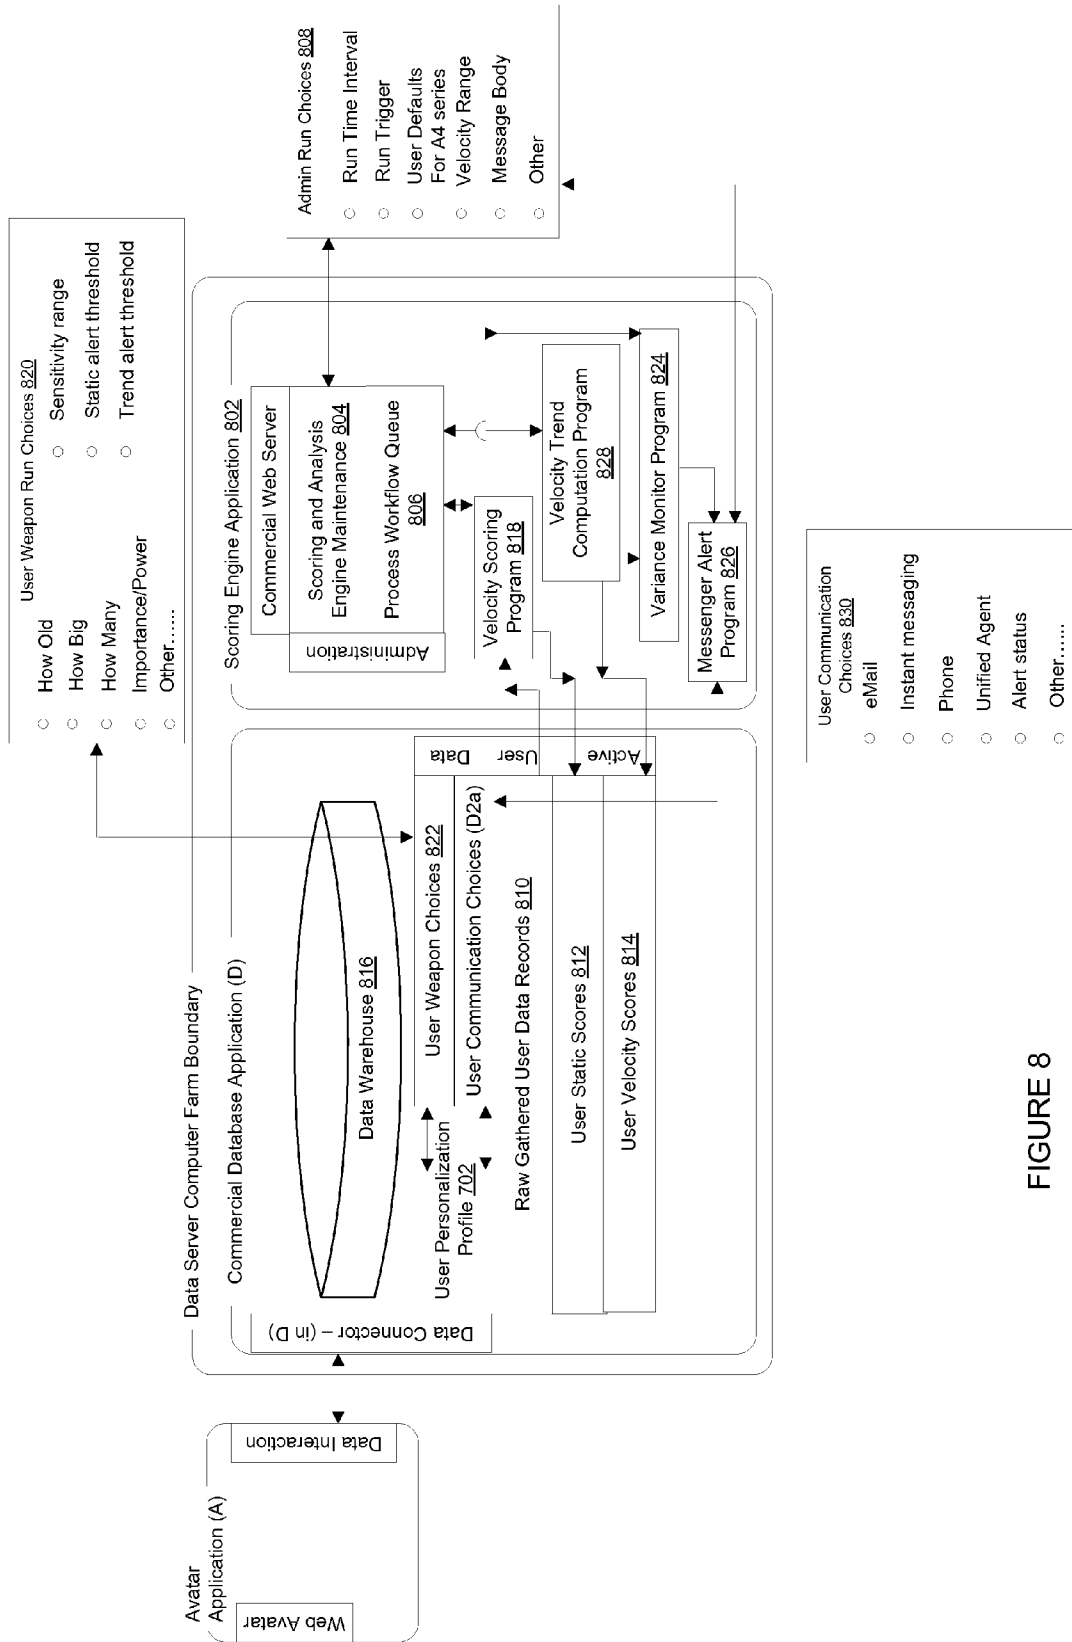 Avatar
Application (A)
Web Avatar
Data Interaction
Data Server Computer Farm Boundary
Commercial Database Application (D)
Data Connector – (in D)
Data Warehouse 816
User Personalization
Profile 702
User Weapon Choices 822
User Communication Choices (D2a)
Raw Gathered User Data Records 810
User Static Scores 812
User Velocity Scores 814
Active
User
Data
Scoring Engine Application 802
Commercial Web Server
Scoring and Analysis
Engine Maintenance 804
Process Workflow Queue
806
Administration
Velocity Scoring
Program 818
Velocity Trend
Computation Program
828
Variance Monitor Program 824
Messenger Alert
Program 826
User Weapon Run Choices 820
○ How Old
○ How Big
○ How Many
○ Importance/Power
○ Other......
○ Sensitivity range
○ Static alert threshold
○ Trend alert threshold
Admin Run Choices 808
○ Run Time Interval
○ Run Trigger
○ User Defaults
For A4 series
○ Velocity Range
○ Message Body
○ Other
User Communication
Choices 830
○ eMail
○ Instant messaging
○ Phone
○ Unified Agent
○ Alert status
○ Other......
FIGURE 8